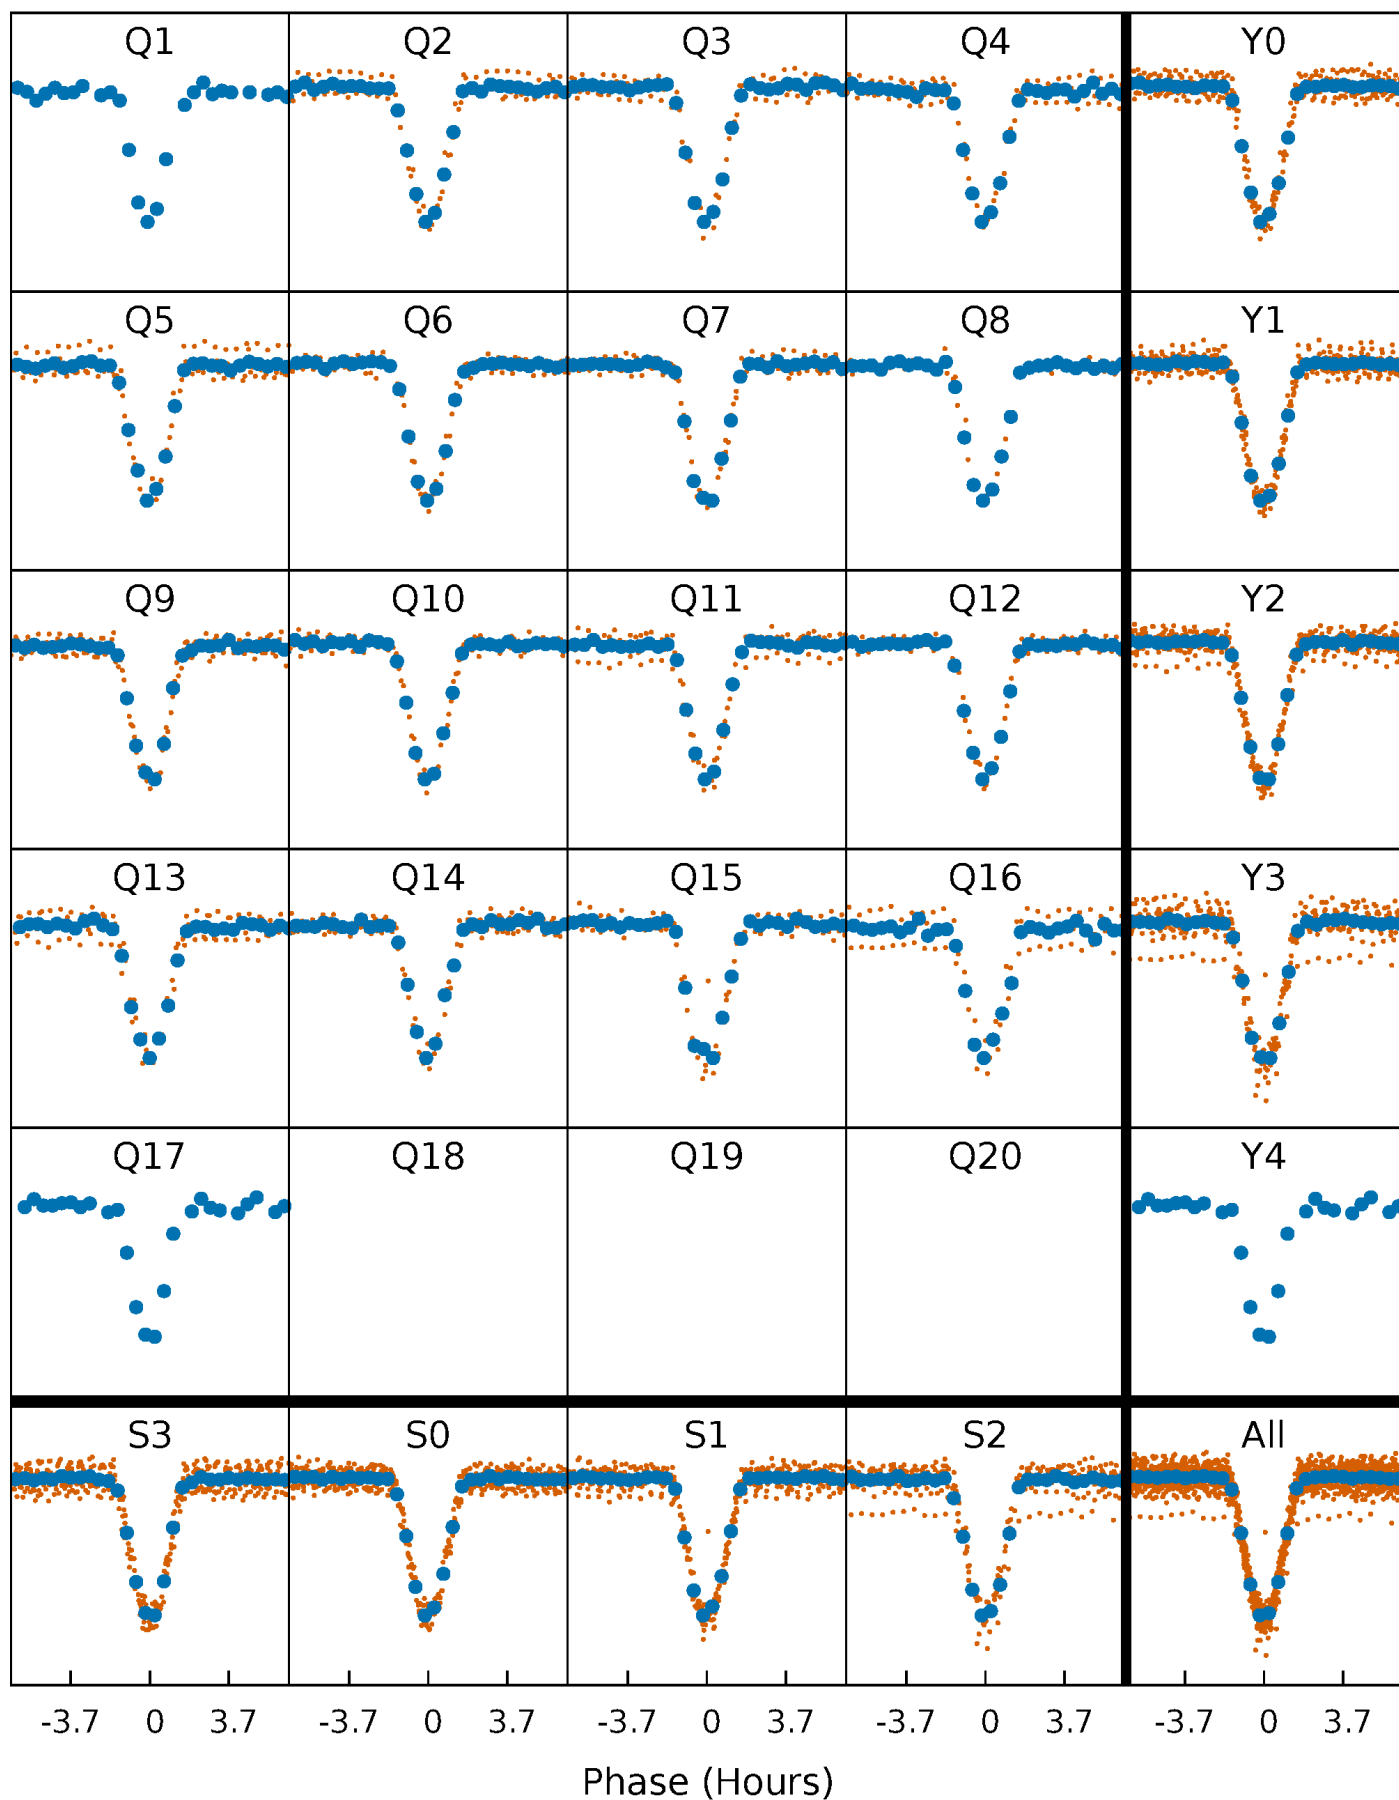 Q1 Q2 Q3 Q4 Y0
Q5 Q6 Q7 Q8 Y1
Q9 Q10 Q11 Q12 Y2
Q13 Q14 Q15 Q16 Y3
Q17 Q18 Q19 Q20 Y4
S3 S0 S1 S2 All
-3.7 0 3.7 -3.7 0 3.7 -3.7 0 3.7 -3.7 0 3.7 -3.7 0 3.7
Phase (Hours)